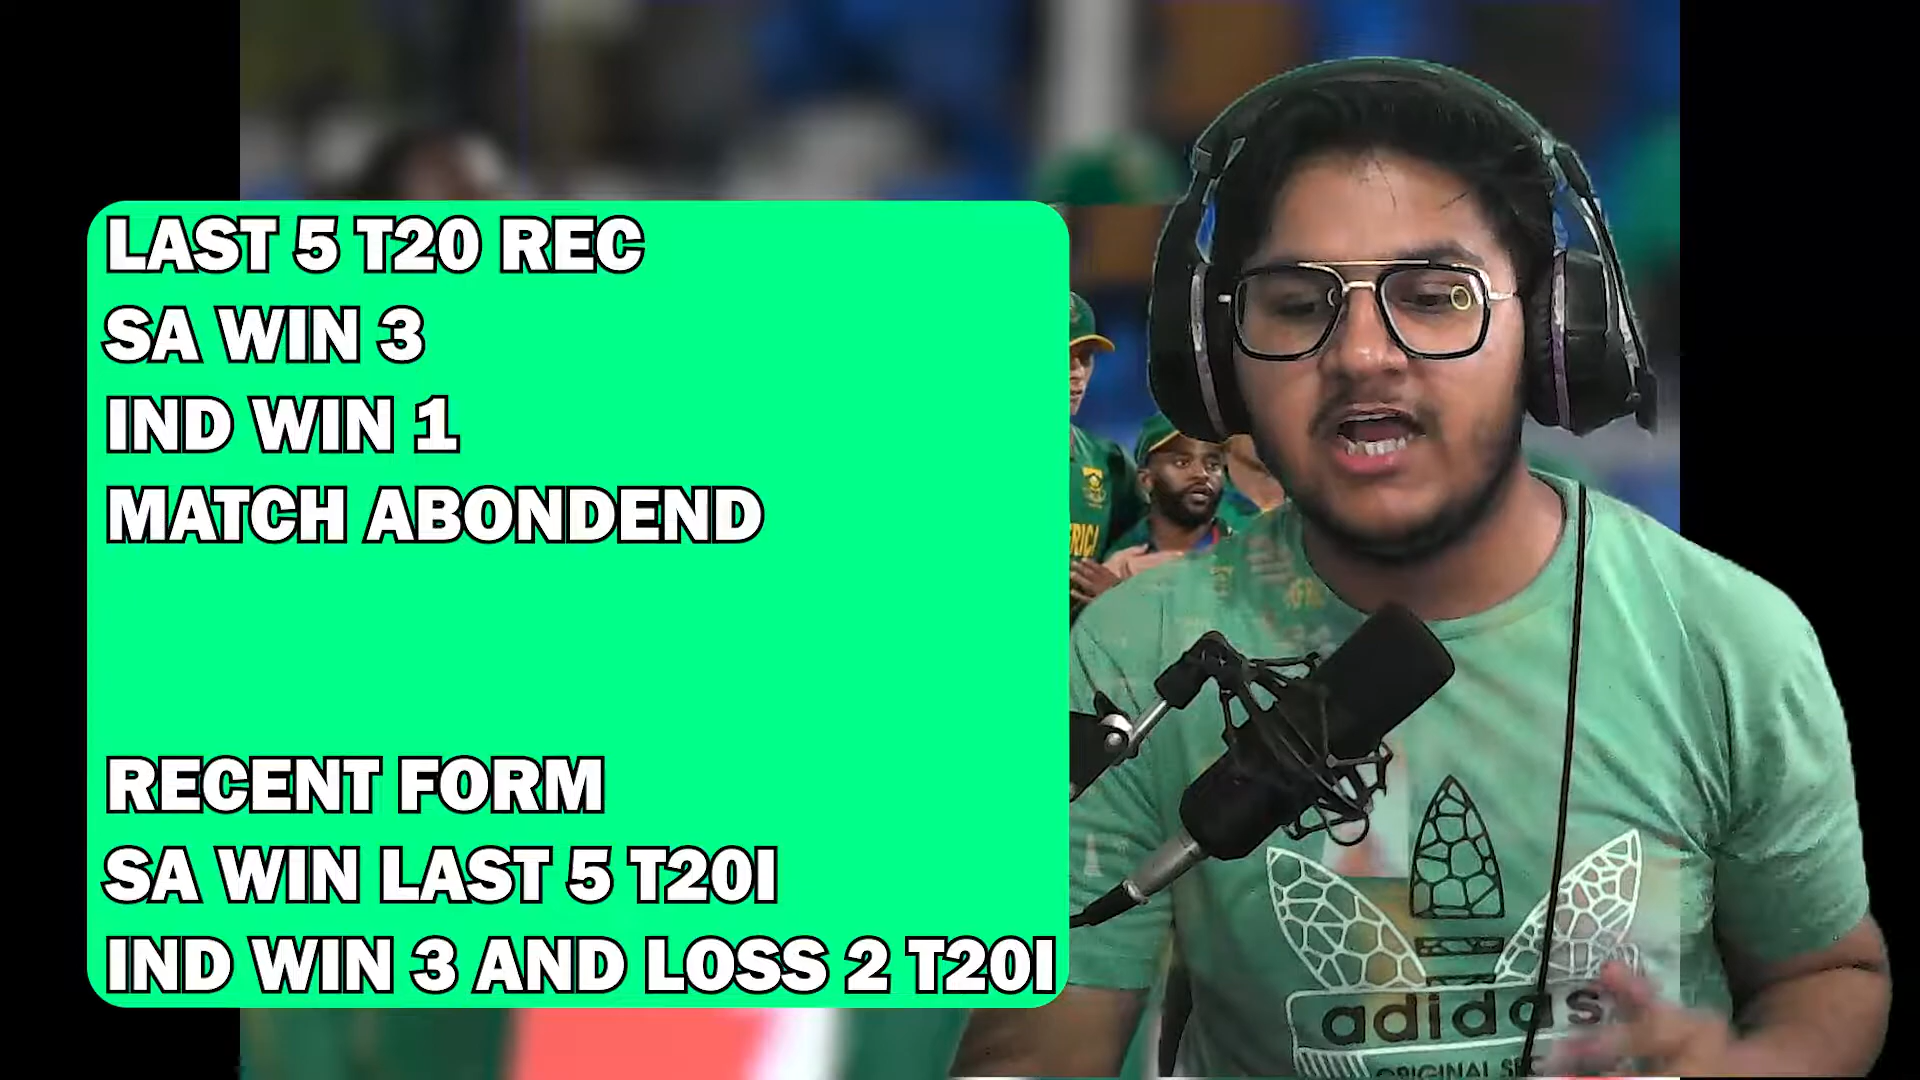 LAST 5 T20 REC
SA WIN 3
IND WIN 1
MATCH ABONDEND
RECENT FORM
SA WIN LAST 5 T20I
IND WIN 3 AND LOSS 2 T20I
adidas
ORIGINAL